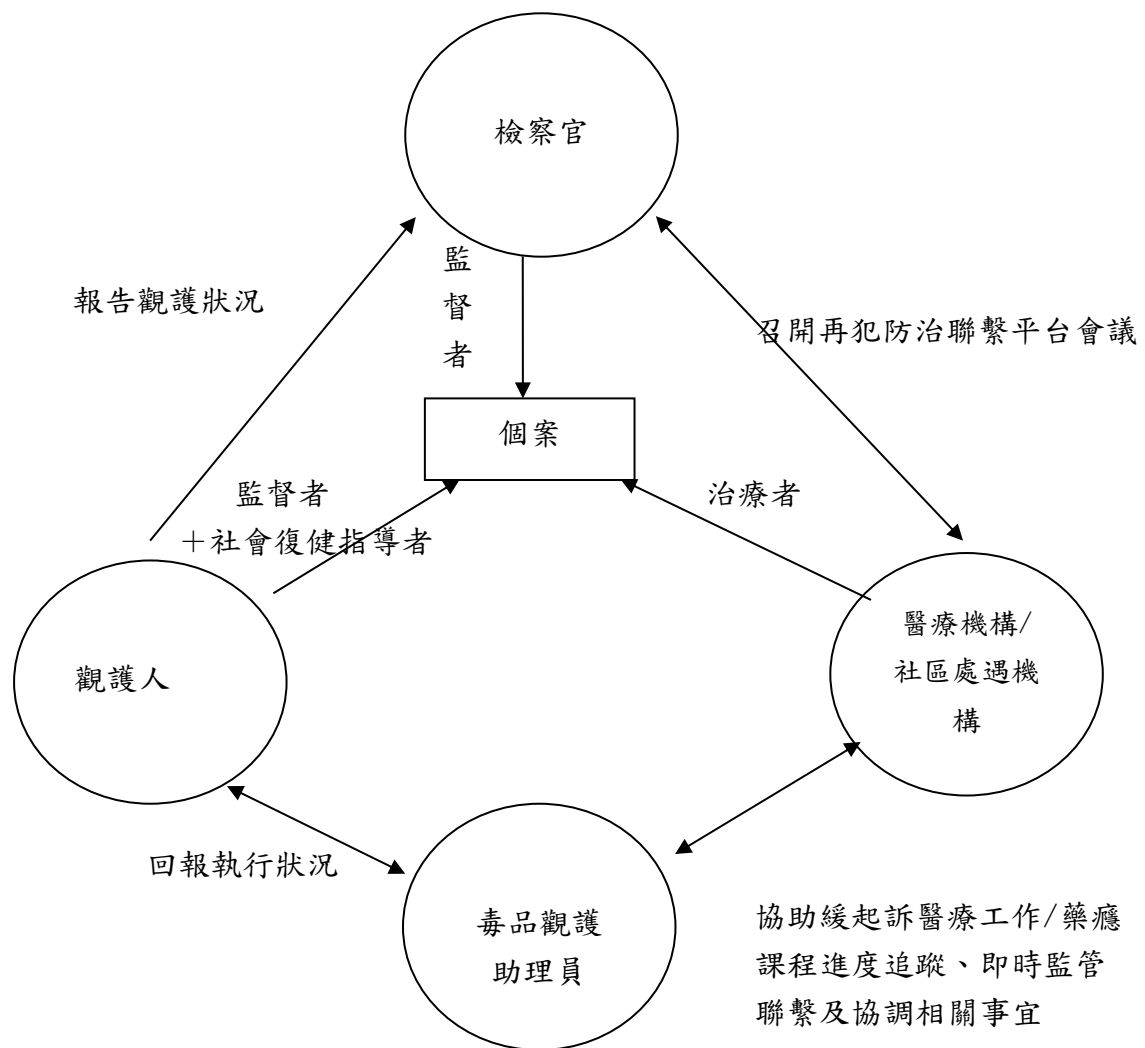 檢察官
監
督
者
報告觀護狀況
召開再犯防治聯繫平台會議
個案
監督者
＋社會復健指導者
治療者
觀護人
醫療機構/
社區處遇機
構
回報執行狀況
毒品觀護
助理員
協助緩起訴醫療工作/藥癮
課程進度追蹤、即時監管
聯繫及協調相關事宜